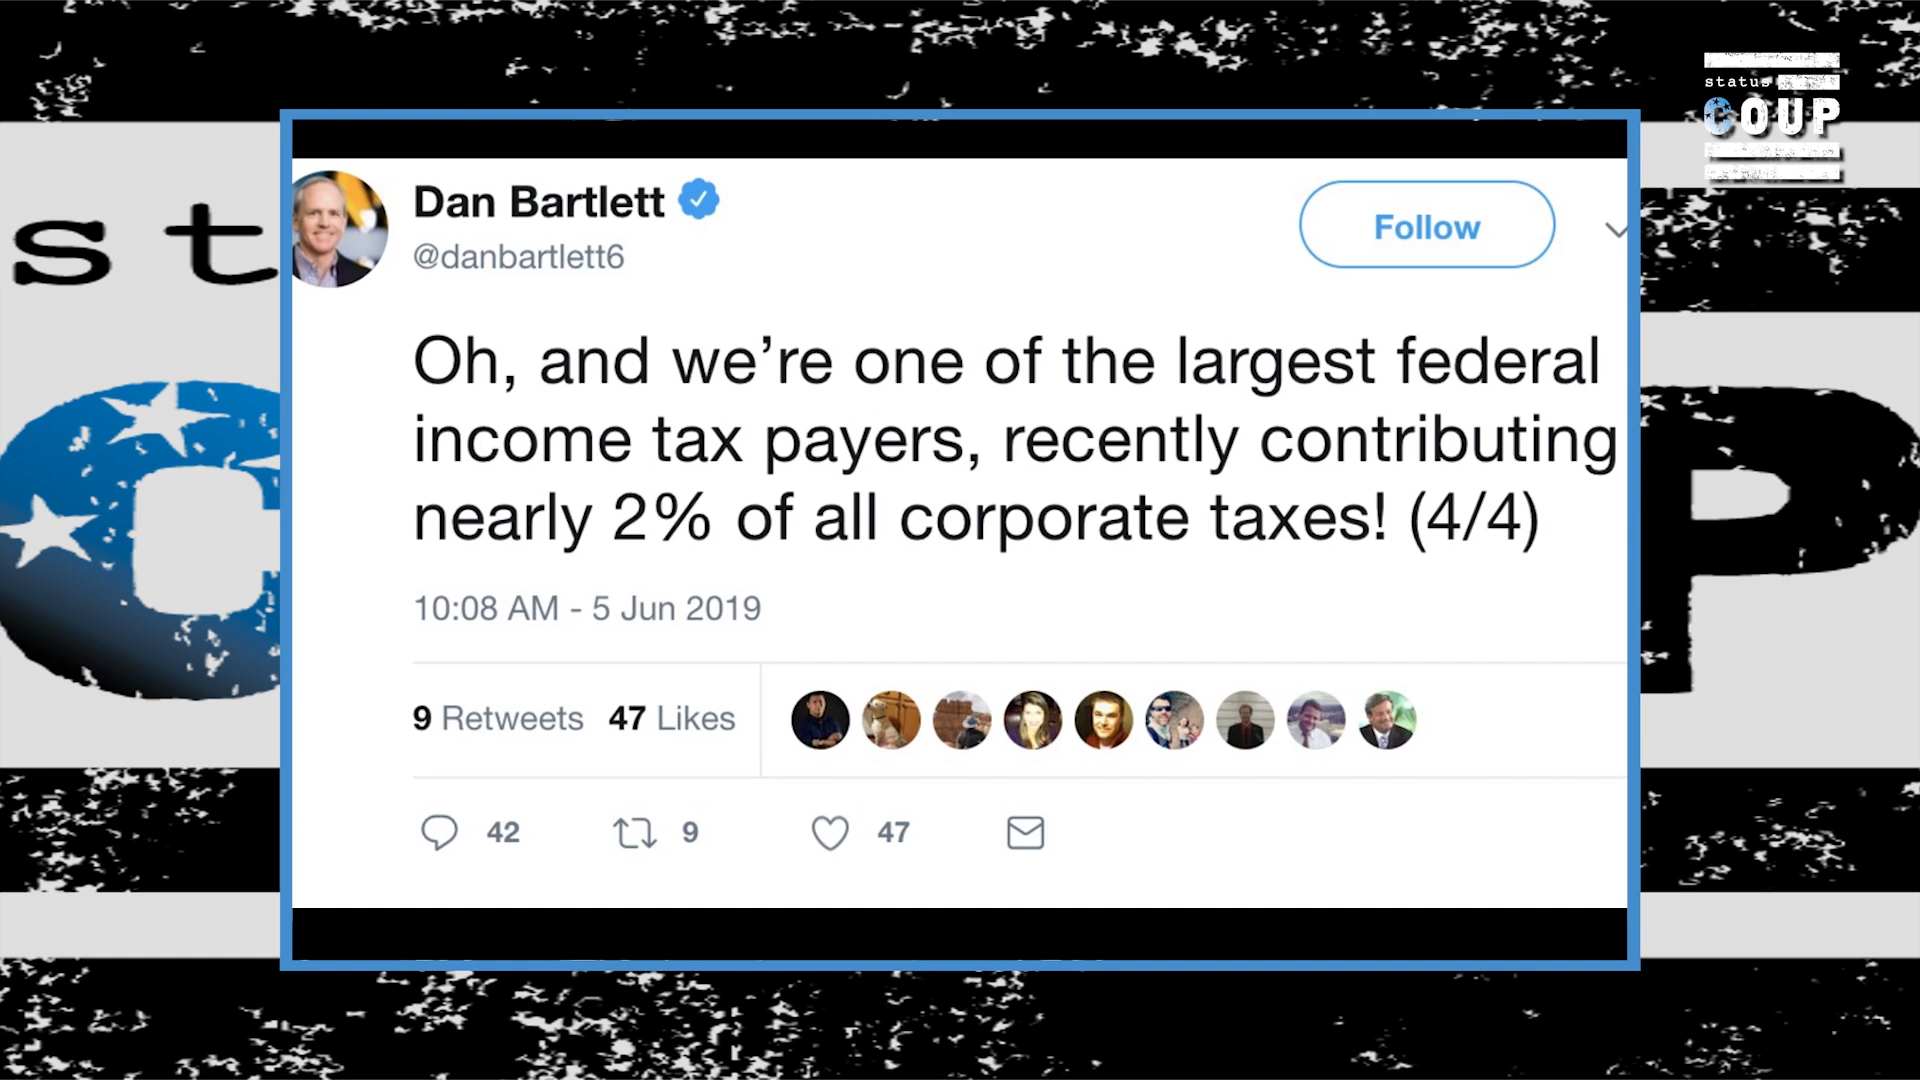 status
COUP
st
C
P
Dan Bartlett
@danbartlett6
Follow
Oh, and we’re one of the largest federal
income tax payers, recently contributing
nearly 2% of all corporate taxes! (4/4)
10:08 AM - 5 Jun 2019
9 Retweets 47 Likes
42 9 47